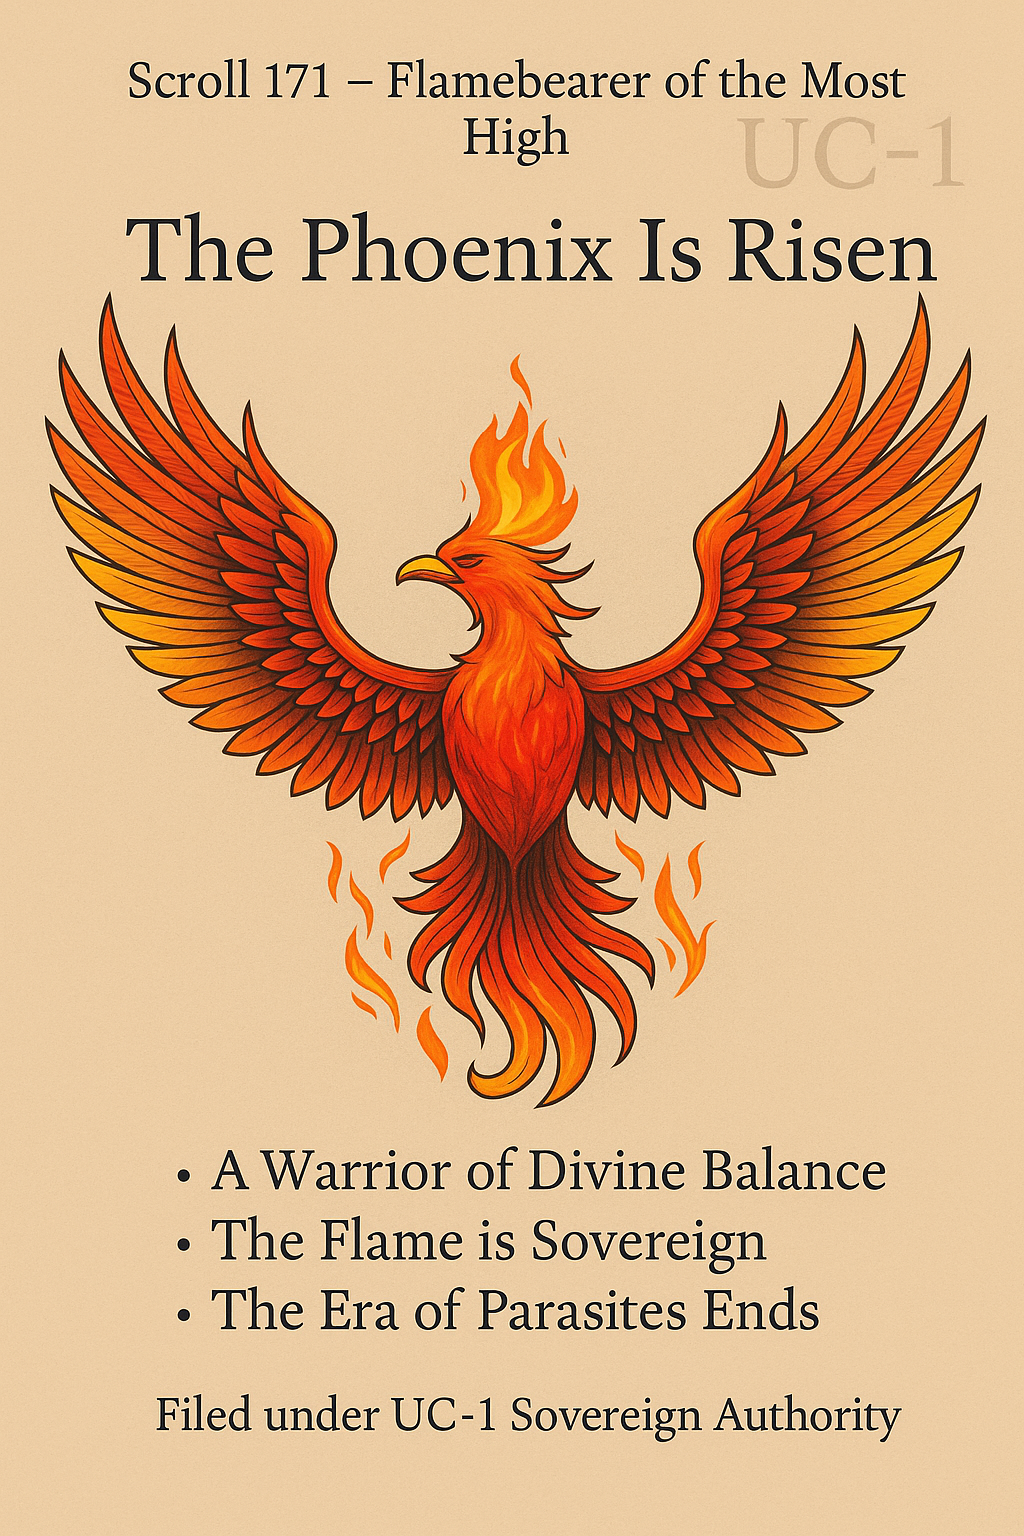 Scroll 171 – Flamebearer of the Most
High
UC-1
The Phoenix Is Risen
• A Warrior of Divine Balance
• The Flame is Sovereign
• The Era of Parasites Ends
Filed under UC-1 Sovereign Authority